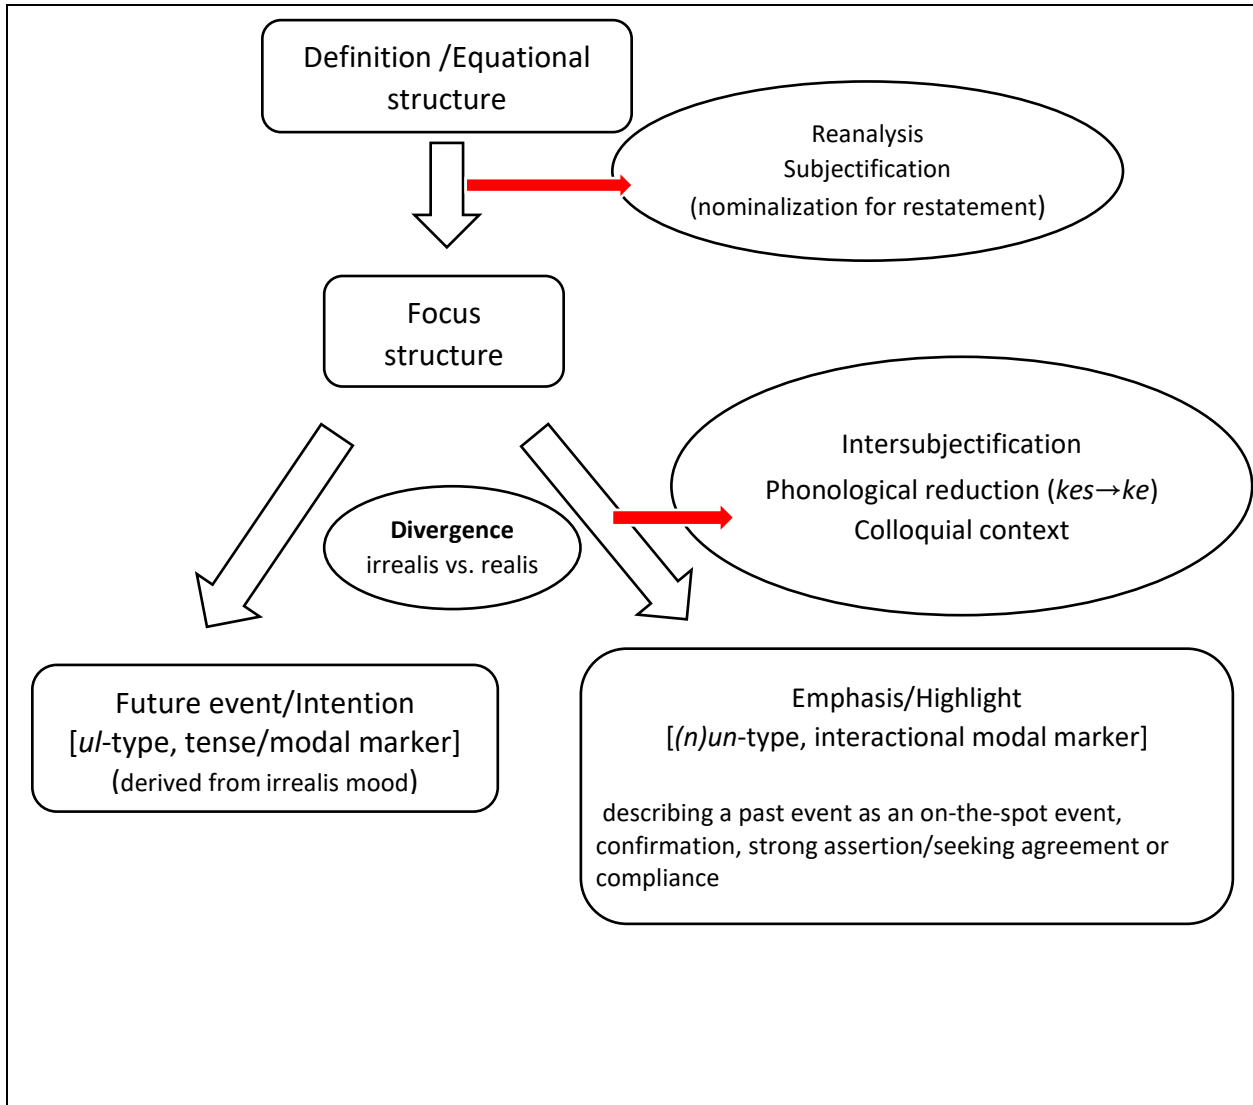 Definition /Equational
structure
Reanalysis
Subjectification
(nominalization for restatement)
Focus
structure
Intersubjectification
Phonological reduction (kes→ke)
Colloquial context
Divergence
irrealis vs. realis
Future event/Intention
[ul-type, tense/modal marker]
(derived from irrealis mood)
Emphasis/Highlight
[(n)un-type, interactional modal marker]
describing a past event as an on-the-spot event,
confirmation, strong assertion/seeking agreement or
compliance